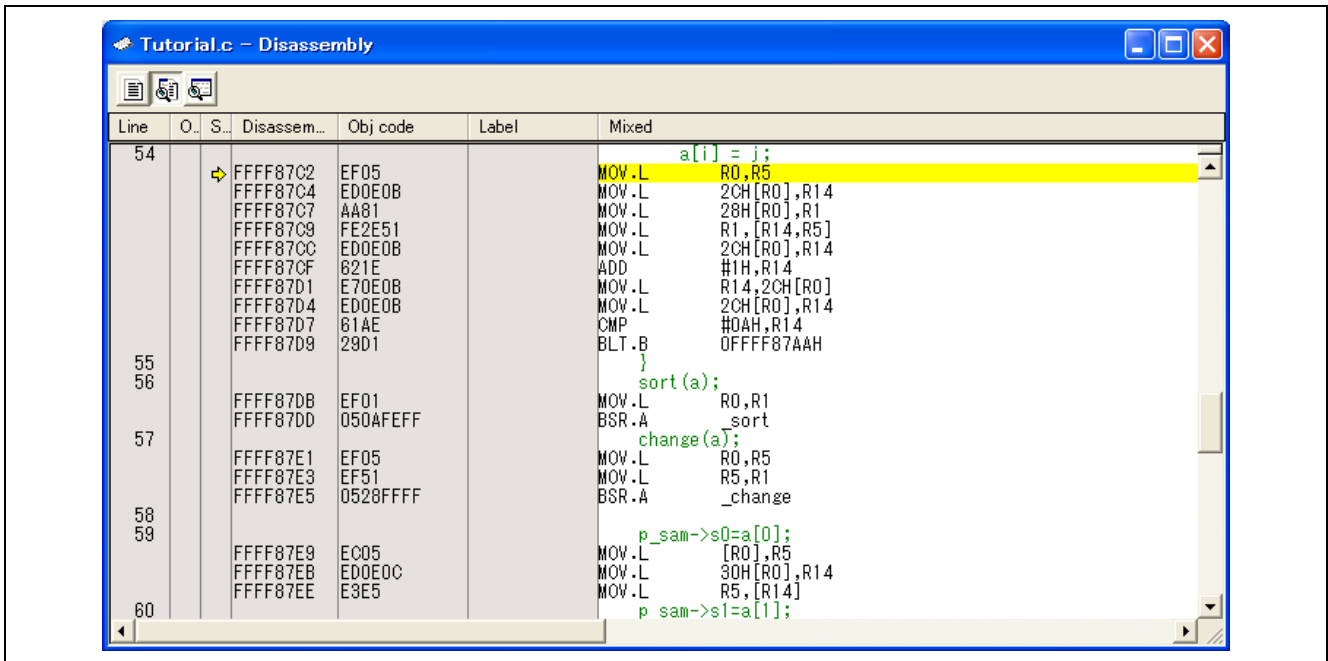 Tutorial.c - Disassembly
Line O.. S... Disassem... Obj code Label Mixed
54 a[i] = j;
FFFF87C2 EF05 MOV.L R0,R5
FFFF87C4 ED0E0B MOV.L 2CH[R0],R14
FFFF87C7 AA81 MOV.L 28H[R0],R1
FFFF87C9 FE2E51 MOV.L R1,[R14,R5]
FFFF87CC ED0E0B MOV.L 2CH[R0],R14
FFFF87CF 621E ADD #1H,R14
FFFF87D1 E70E0B MOV.L R14,2CH[R0]
FFFF87D4 ED0E0B MOV.L 2CH[R0],R14
FFFF87D7 61AE CMP #0AH,R14
FFFF87D9 29D1 BLT.B 0FFFF87AAH
55 }
56 sort(a);
FFFF87DB EF01 MOV.L R0,R1
FFFF87DD 050AFEFF BSR.A _sort
57 change(a);
FFFF87E1 EF05 MOV.L R0,R5
FFFF87E3 EF51 MOV.L R5,R1
FFFF87E5 0528FFFF BSR.A _change
58
59 p_sam->s0=a[0];
FFFF87E9 EC05 MOV.L [R0],R5
FFFF87EB ED0E0C MOV.L 30H[R0],R14
FFFF87EE E3E5 MOV.L R5,[R14]
60 p_sam->s1=a[1];